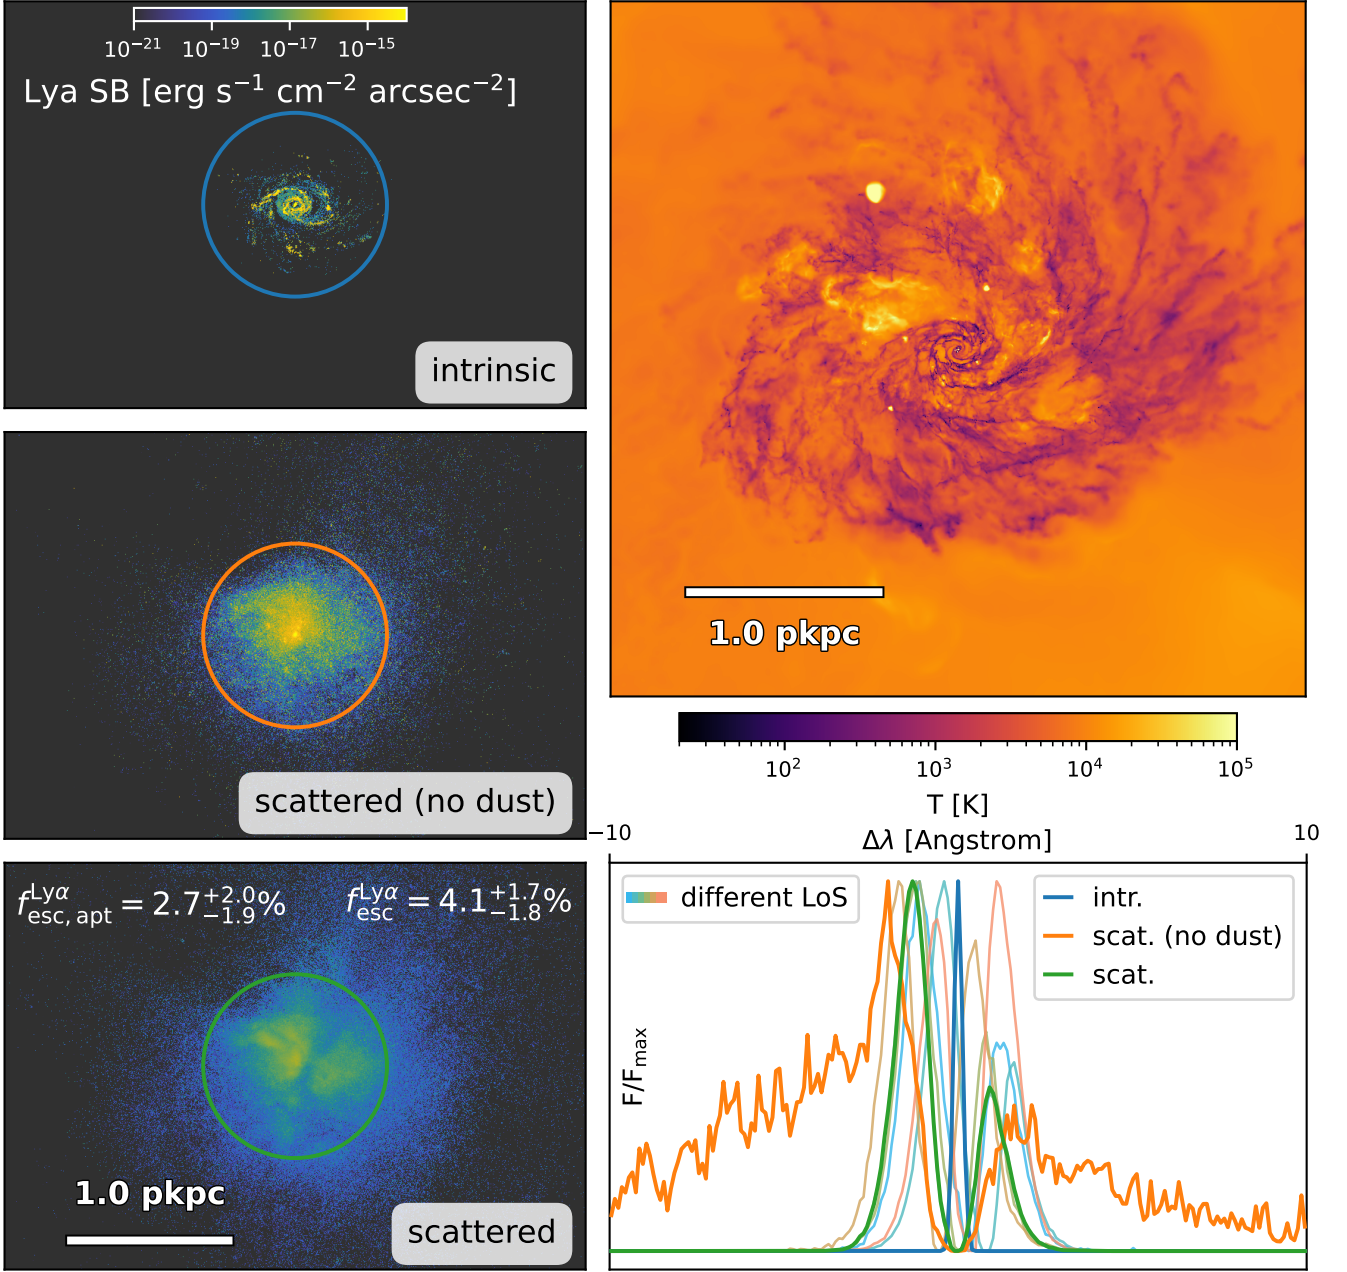 10⁻²¹ 10⁻¹⁹ 10⁻¹⁷ 10⁻¹⁵
Lya SB [erg s⁻¹ cm⁻² arcsec⁻²]
intrinsic
scattered (no dust)
f^Lyα_esc, apt = 2.7^+2.0_−1.9% f^Lyα_esc = 4.1^+1.7_−1.8%
1.0 pkpc
scattered
1.0 pkpc
10² 10³ 10⁴ 10⁵
T [K]
−10 10
Δλ [Angstrom]
different LoS
intr.
scat. (no dust)
scat.
F/F_max